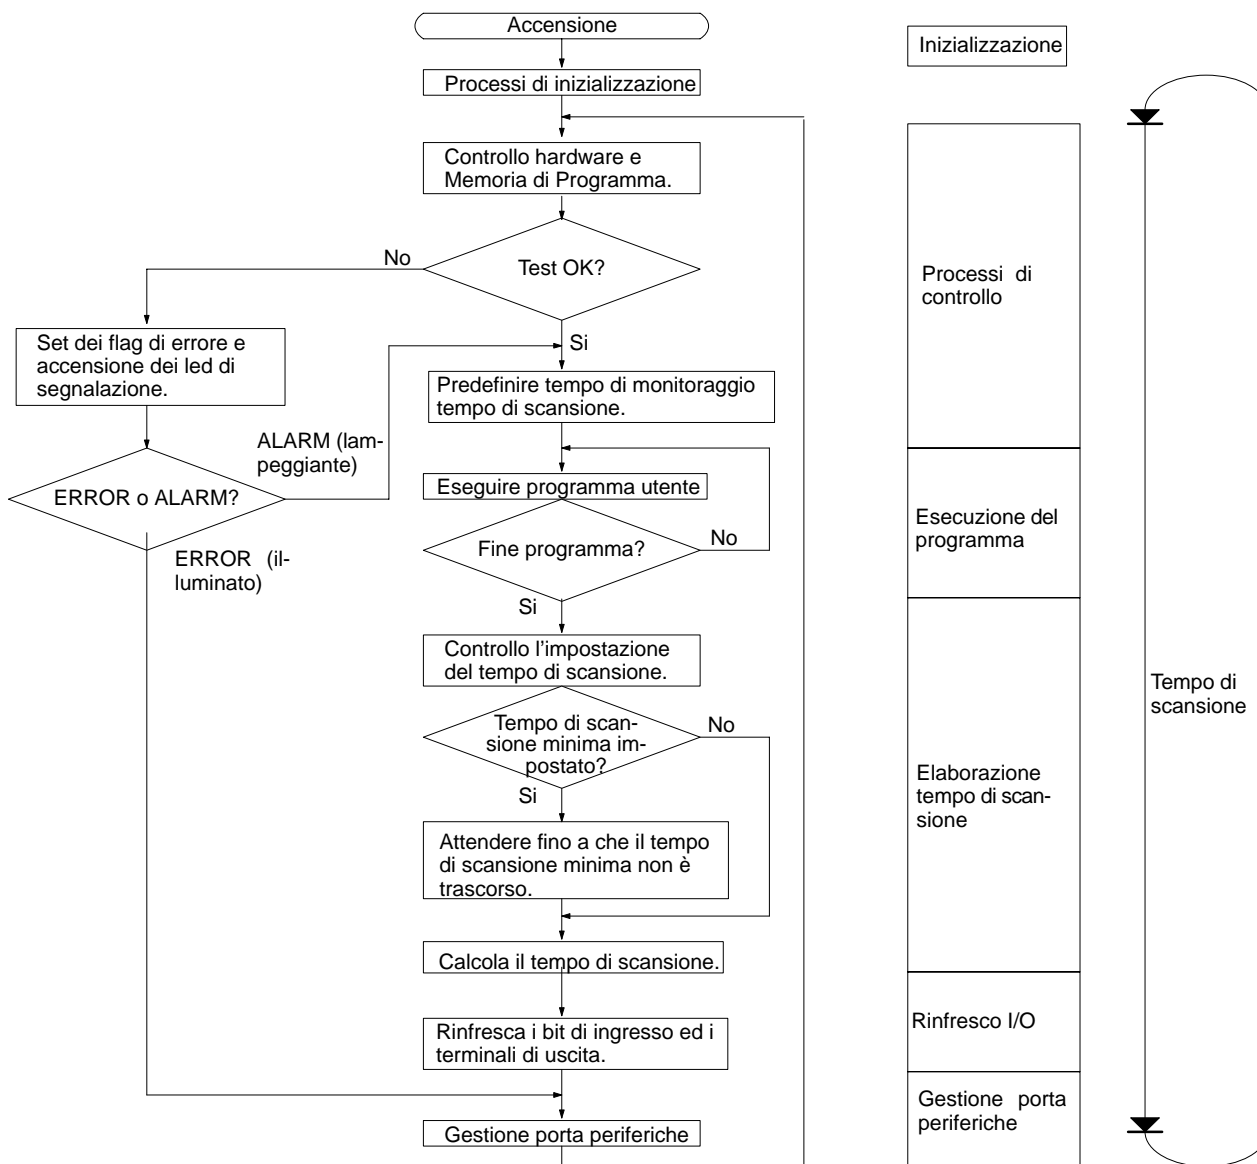 Accensione
Inizializzazione
Processi di inizializzazione
Controllo hardware e
Memoria di Programma.
No
Test OK?
Processi di
controllo
Set dei flag di errore e
accensione dei led di
segnalazione.
Si
Predefinire tempo di monitoraggio
tempo di scansione.
ALARM (lam-
peggiante)
ERROR o ALARM?
Eseguire programma utente
ERROR (il-
luminato)
Fine programma?
No
Esecuzione del
programma
Si
Controllo l'impostazione
del tempo di scansione.
Tempo di
scansione
Tempo di scan-
sione minima im-
postato?
No
Si
Elaborazione
tempo di scan-
sione
Attendere fino a che il tempo
di scansione minima non è
trascorso.
Calcola il tempo di scansione.
Rinfresca i bit di ingresso ed i
terminali di uscita.
Rinfresco I/O
Gestione porta periferiche
Gestione porta
periferiche